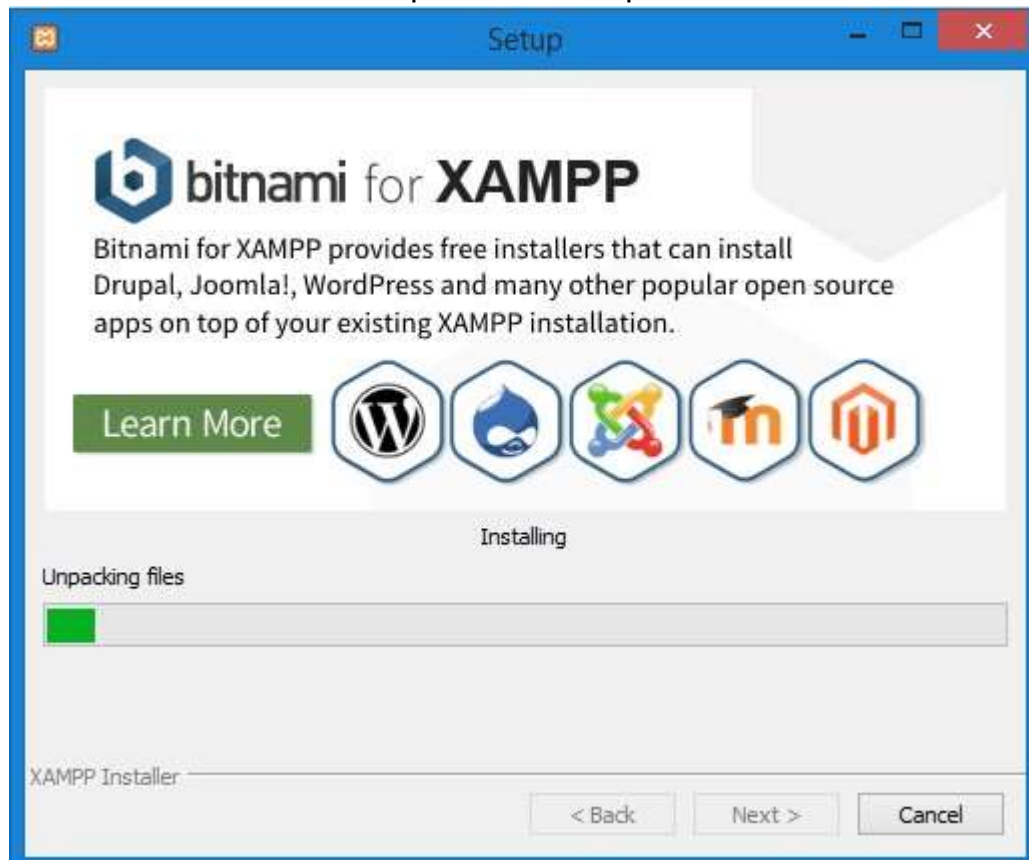 Setup
bitnami for XAMPP
Bitnami for XAMPP provides free installers that can install
Drupal, Joomla!, WordPress and many other popular open source
apps on top of your existing XAMPP installation.
Learn More
Installing
Unpacking files
XAMPP Installer
< Back Next > Cancel